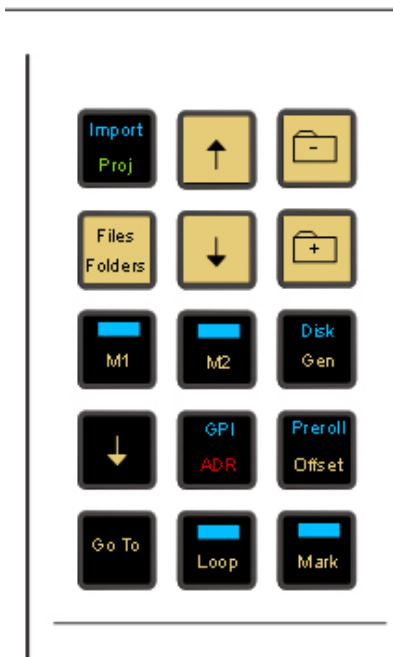 Import
Proj
↑
-
Files
Folders
↓
+
M1
M2
Disk
Gen
↓
GPI
ADR
Preroll
Offset
Go To
Loop
Mark